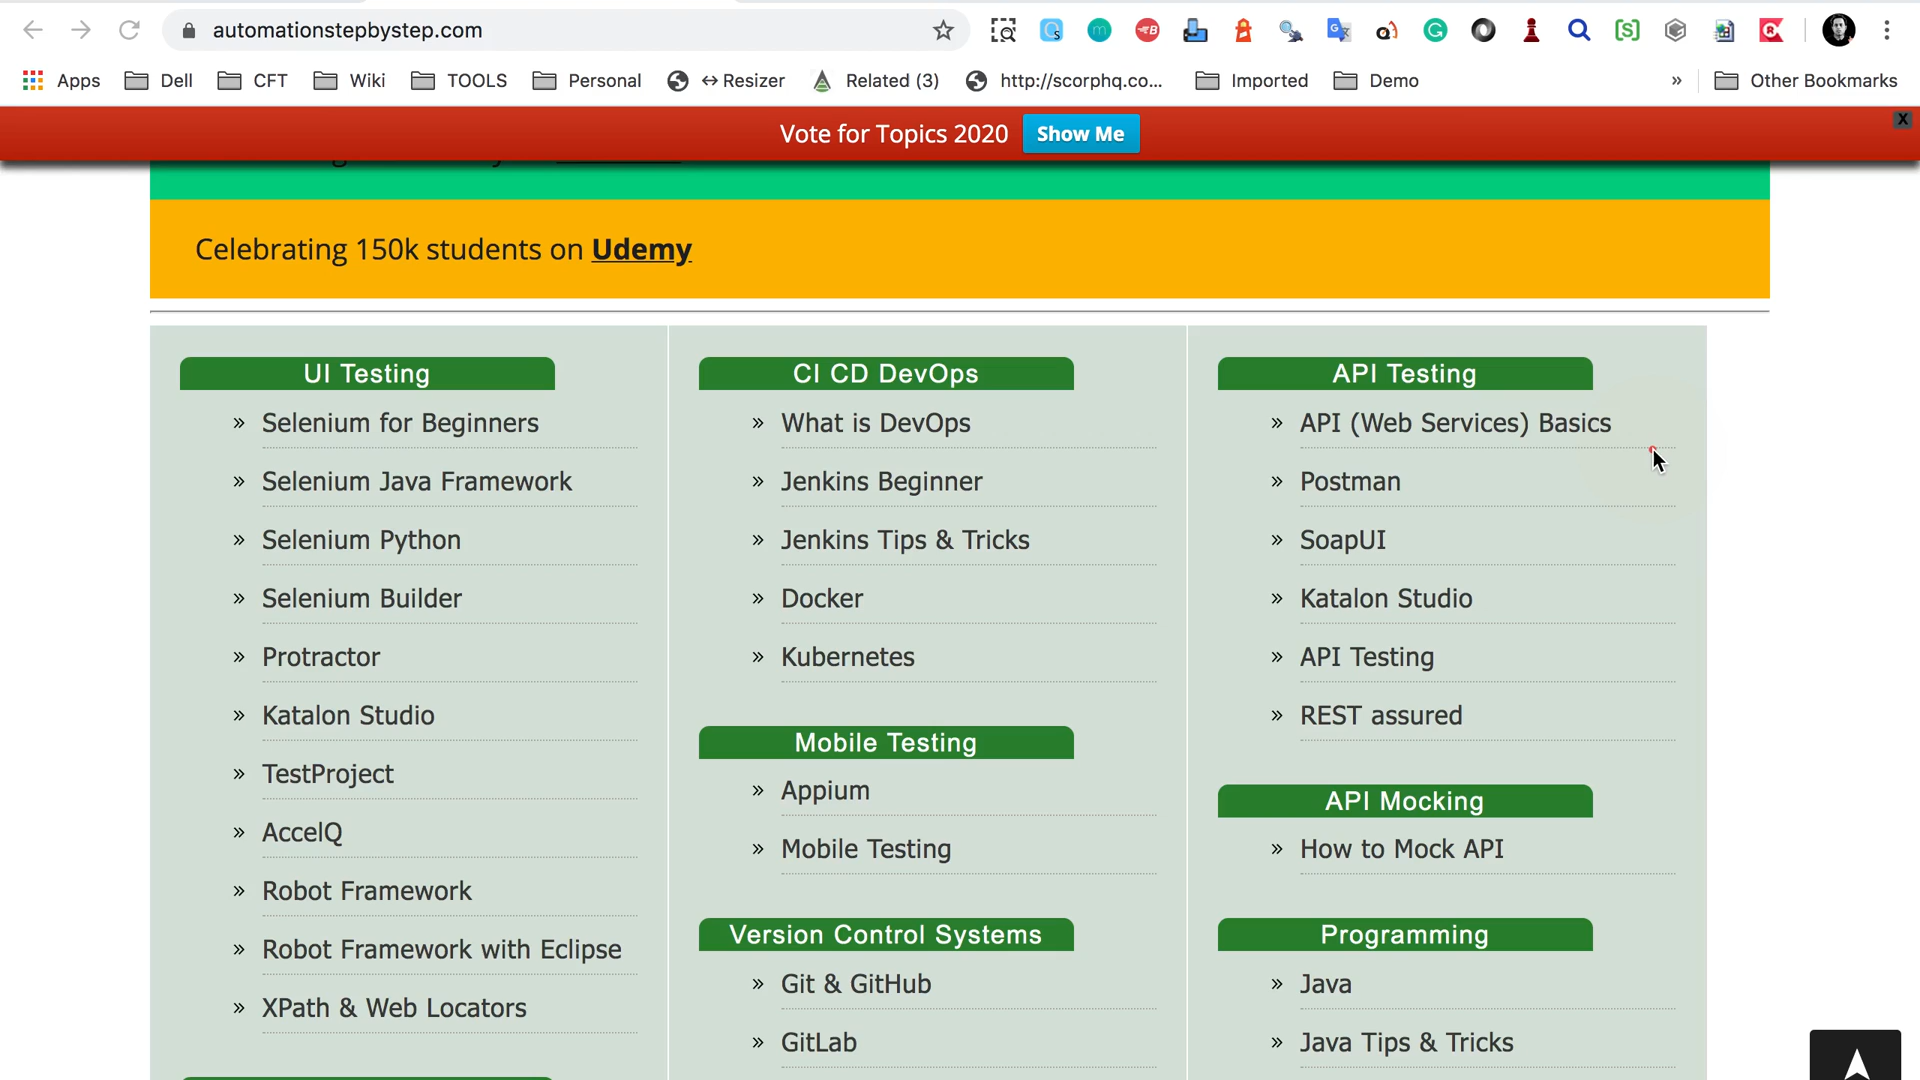 automationstepbystep.com
Apps Dell CFT Wiki TOOLS Personal ↔Resizer Related (3) http://scorphq.co... Imported Demo » Other Bookmarks
Vote for Topics 2020 Show Me X
Celebrating 150k students on Udemy
UI Testing
» Selenium for Beginners
» Selenium Java Framework
» Selenium Python
» Selenium Builder
» Protractor
» Katalon Studio
» TestProject
» AccelQ
» Robot Framework
» Robot Framework with Eclipse
» XPath & Web Locators
CI CD DevOps
» What is DevOps
» Jenkins Beginner
» Jenkins Tips & Tricks
» Docker
» Kubernetes
Mobile Testing
» Appium
» Mobile Testing
Version Control Systems
» Git & GitHub
» GitLab
API Testing
» API (Web Services) Basics
» Postman
» SoapUI
» Katalon Studio
» API Testing
» REST assured
API Mocking
» How to Mock API
Programming
» Java
» Java Tips & Tricks